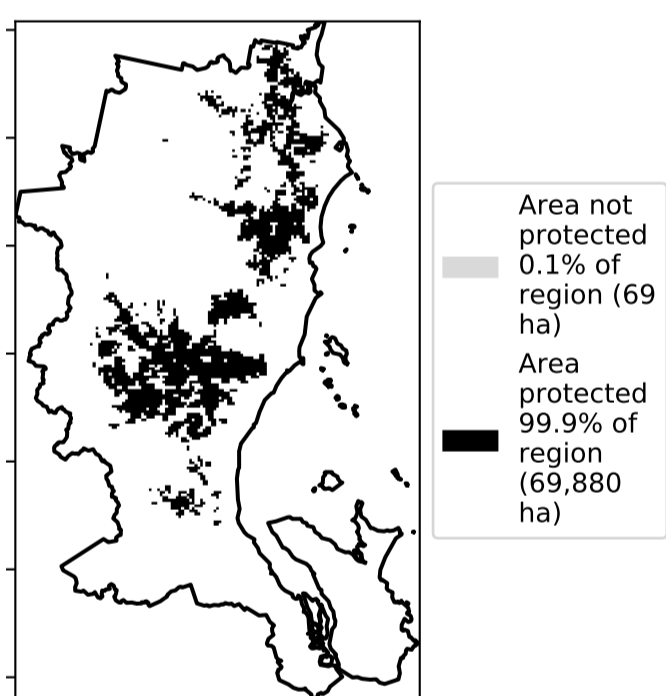 Area not
protected
0.1% of
region (69
ha)
Area
protected
99.9% of
region
(69,880
ha)